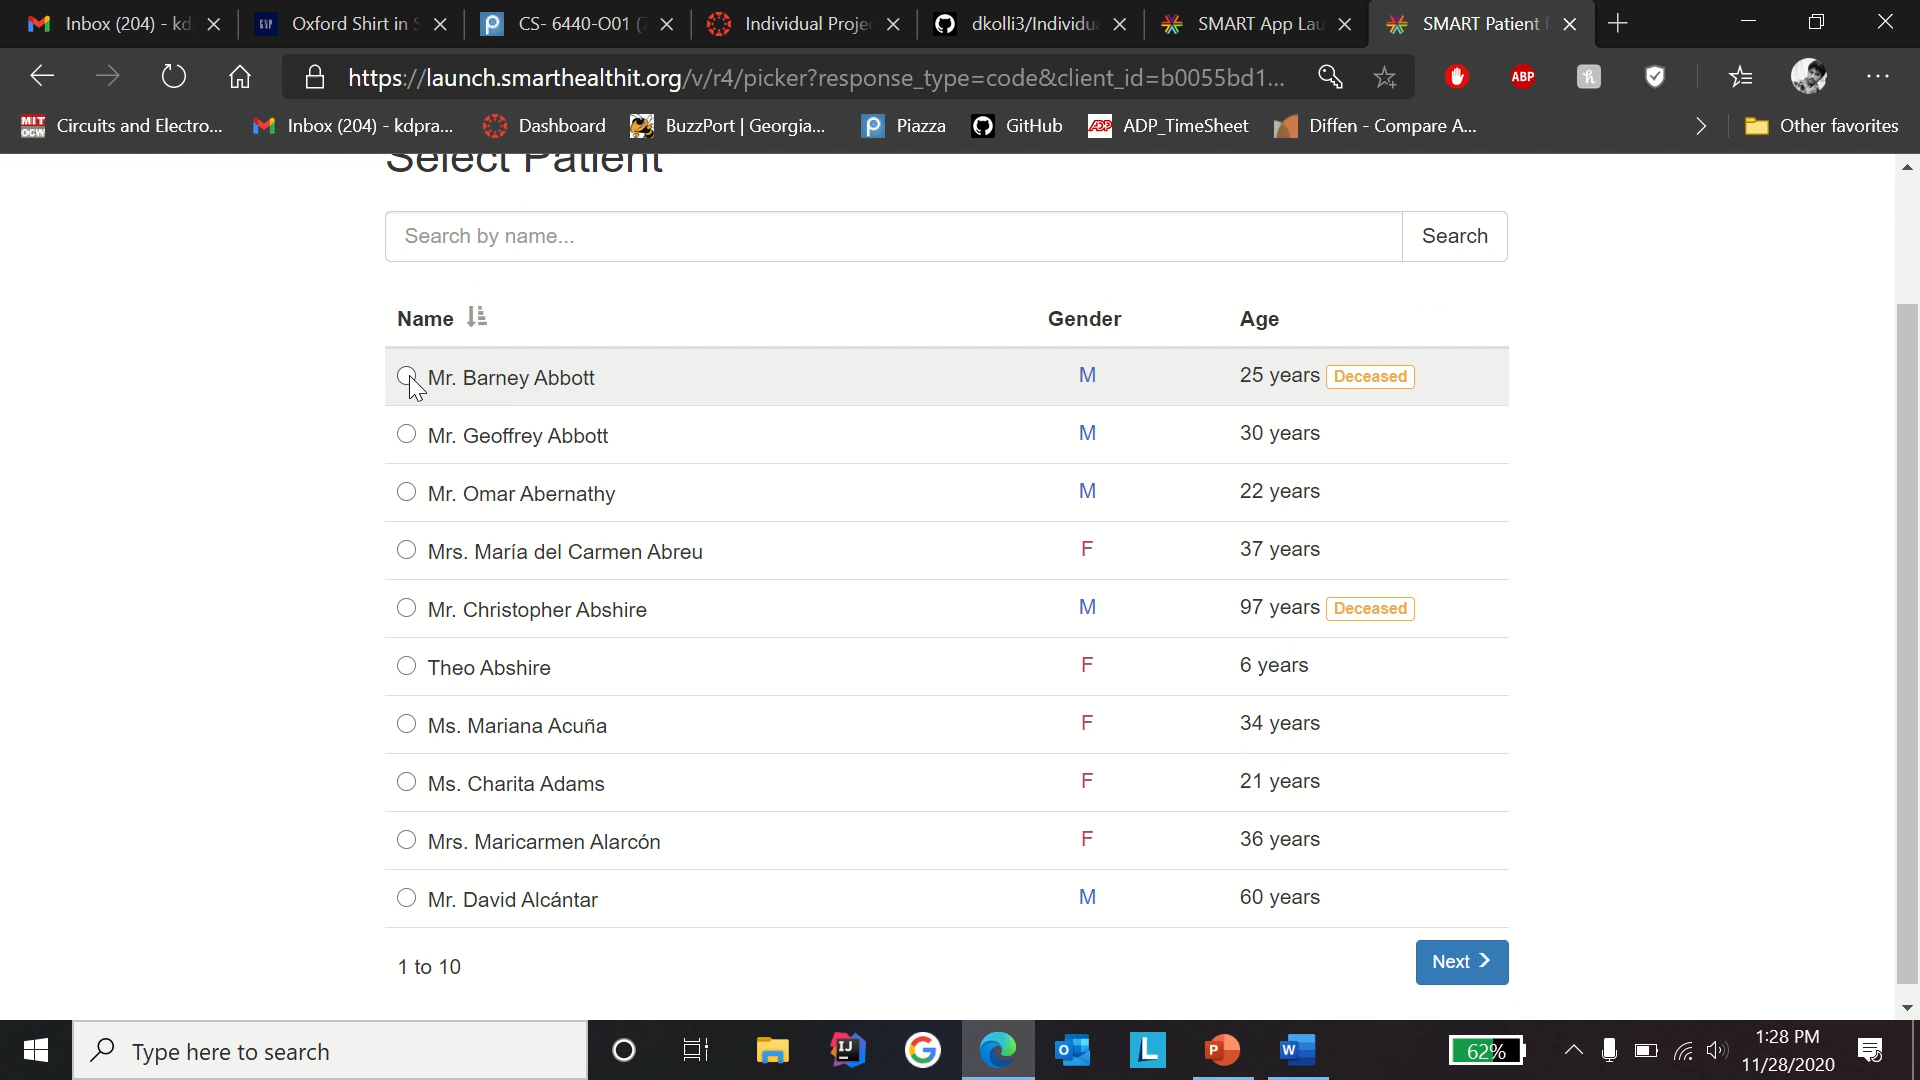 Inbox (204) - kd
Oxford Shirt in S
CS- 6440-O01 (
Individual Proje
dkolli3/Individu
SMART App Lau
SMART Patient
https://launch.smarthealthit.org/v/r4/picker?response_type=code&client_id=b0055bd1...
ABP
MIT OCW Circuits and Electro...
Inbox (204) - kdpra...
Dashboard
BuzzPort | Georgia...
Piazza
GitHub
ADP_TimeSheet
Diffen - Compare A...
Other favorites
Select Patient
Search by name...
Search
Name Gender Age
Mr. Barney Abbott M 25 years Deceased
Mr. Geoffrey Abbott M 30 years
Mr. Omar Abernathy M 22 years
Mrs. María del Carmen Abreu F 37 years
Mr. Christopher Abshire M 97 years Deceased
Theo Abshire F 6 years
Ms. Mariana Acuña F 34 years
Ms. Charita Adams F 21 years
Mrs. Maricarmen Alarcón F 36 years
Mr. David Alcántar M 60 years
1 to 10
Next
Type here to search
62%
1:28 PM
11/28/2020